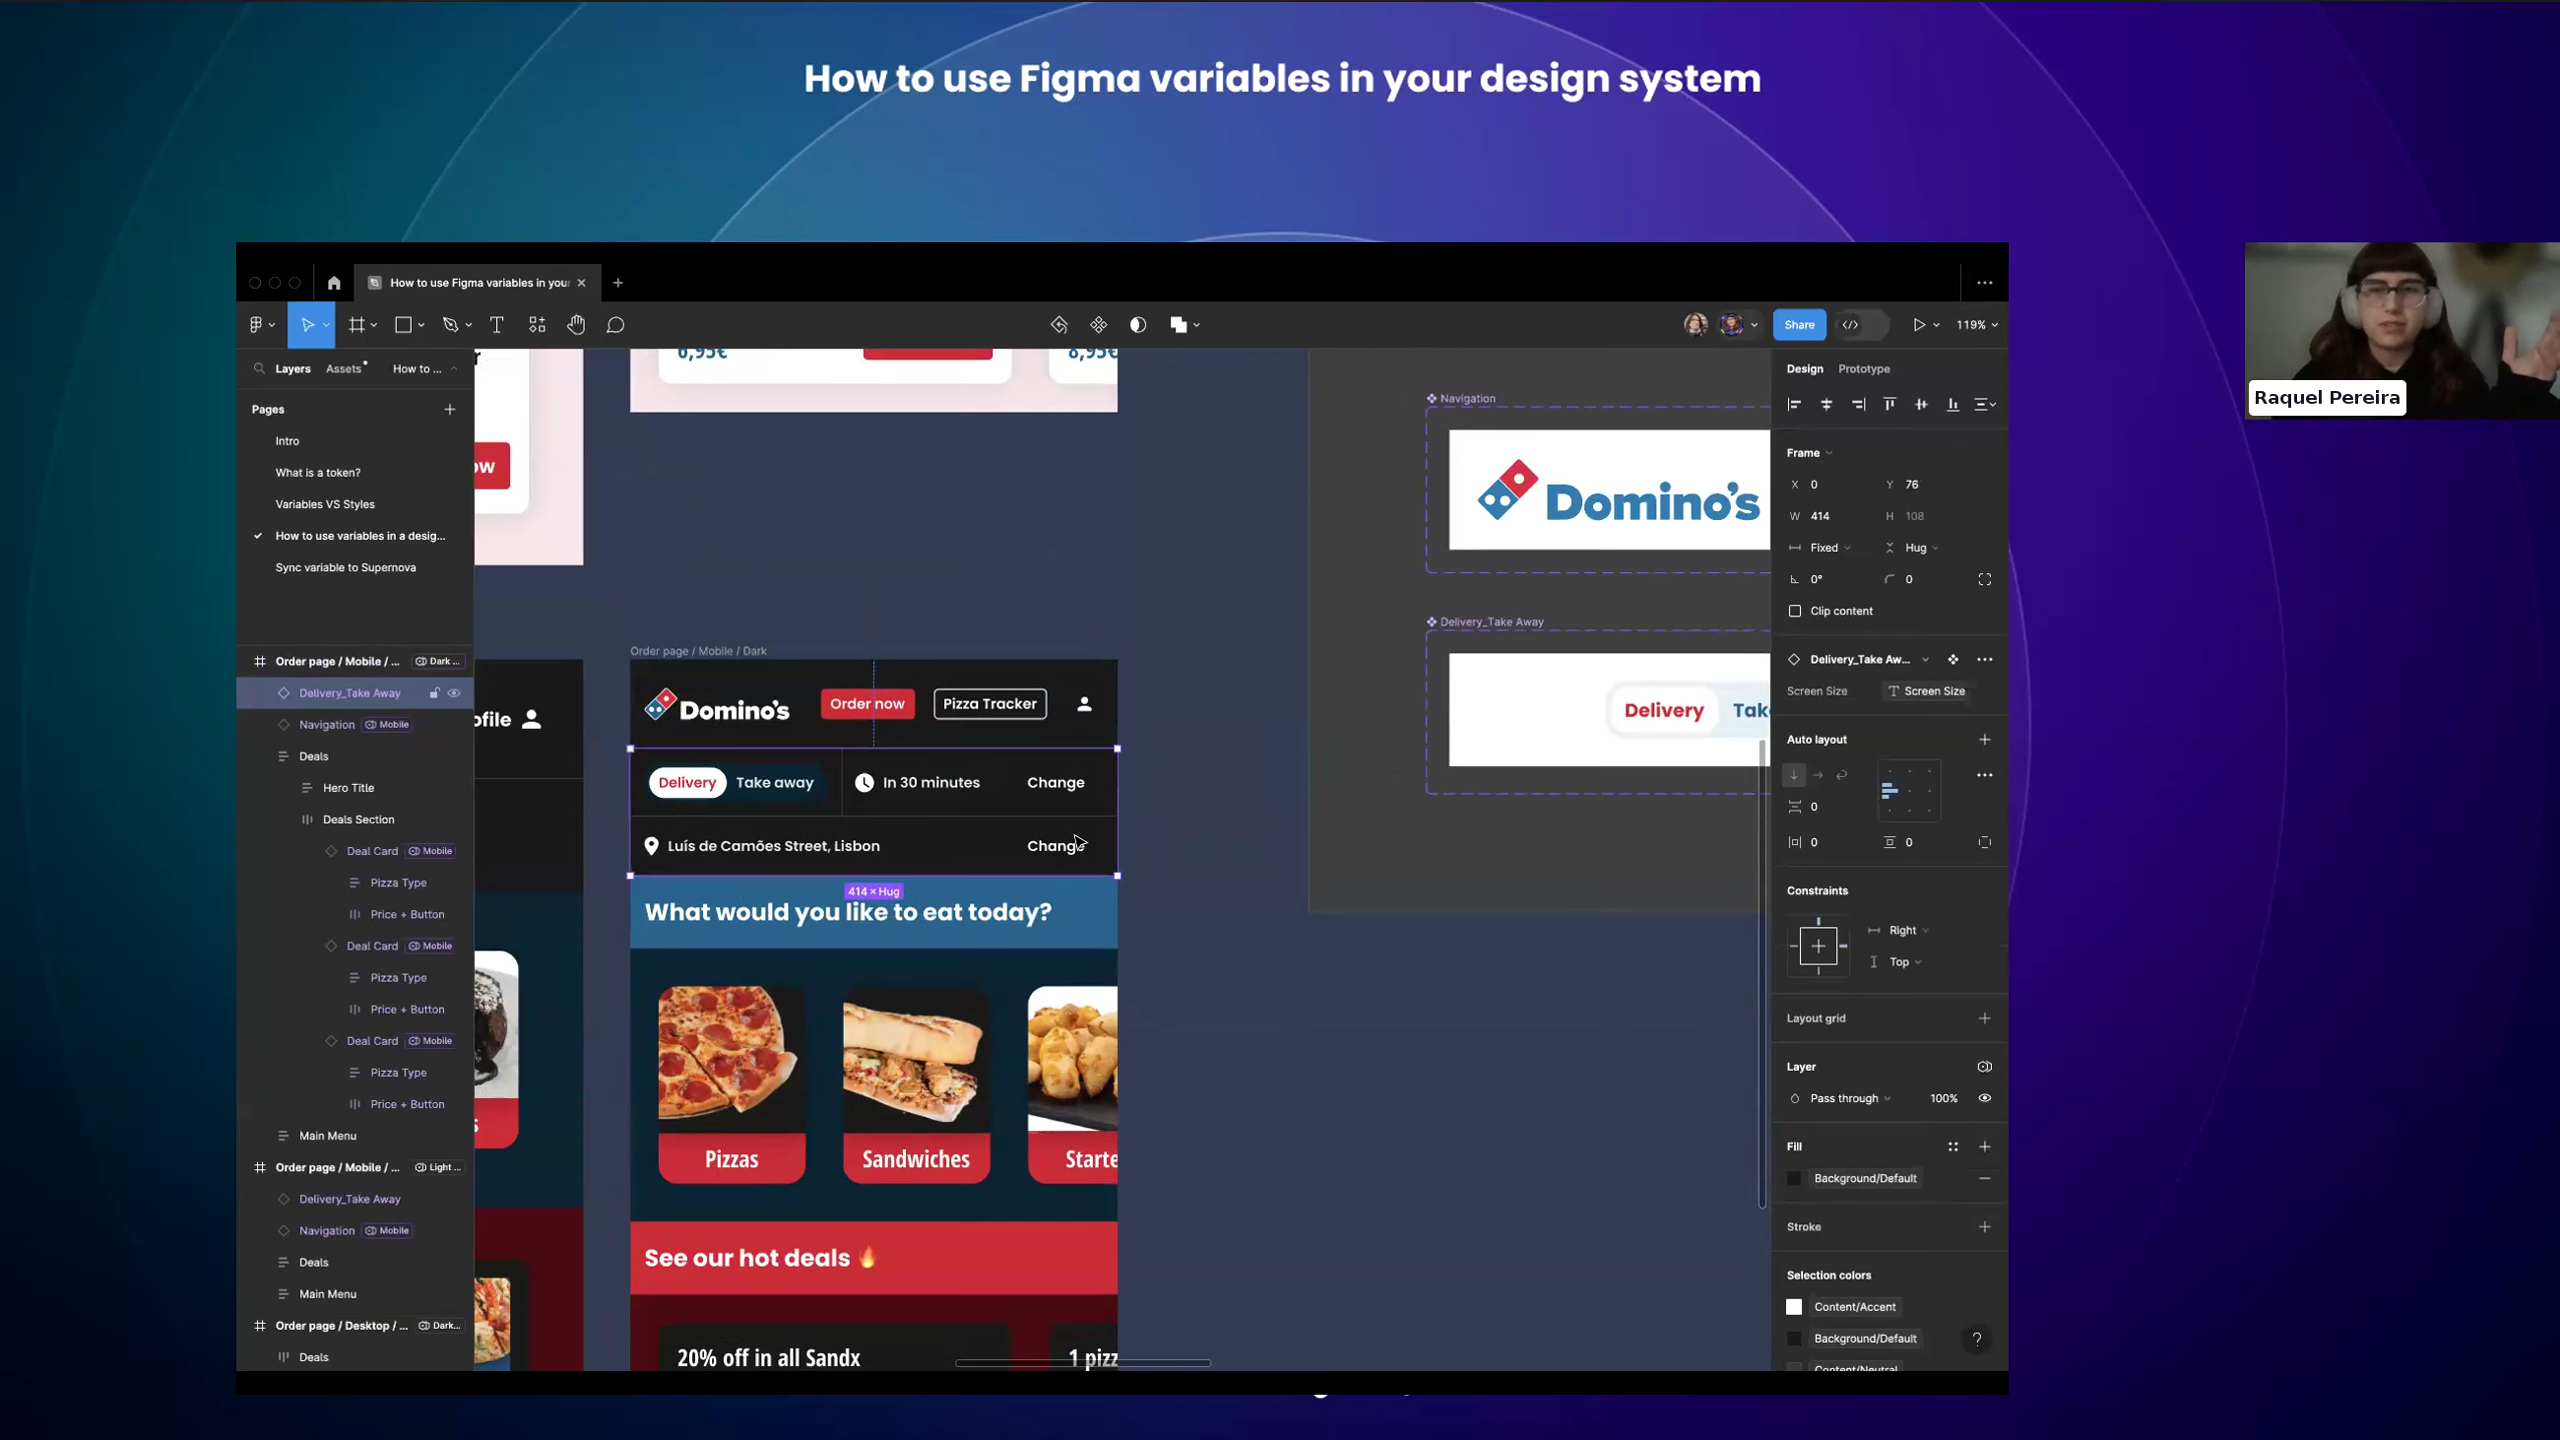 How to use Figma variables in your design system
How to use Figma variables in your
Share
119%
Layers
Assets
How to ...
Pages
Intro
What is a token?
Variables VS Styles
How to use variables in a desig...
Sync variable to Supernova
Order page / Mobile / ...
Dark ...
Delivery_Take Away
Navigation
Mobile
Deals
Hero Title
Deals Section
Deal Card
Mobile
Pizza Type
Price + Button
Deal Card
Mobile
Pizza Type
Price + Button
Deal Card
Mobile
Pizza Type
Price + Button
Main Menu
Order page / Mobile / ...
Light ...
Delivery_Take Away
Navigation
Mobile
Deals
Main Menu
Order page / Desktop / ...
Dark...
Deals
6,95€
8,95€
Order page / Mobile / Dark
Domino's
Order now
Pizza Tracker
Delivery
Take away
In 30 minutes
Change
Luís de Camões Street, Lisbon
Change
414 × Hug
What would you like to eat today?
Pizzas
Sandwiches
Starte
See our hot deals
20% off in all Sandx
1 pizz
Navigation
Domino's
Delivery_Take Away
Delivery
Tak
Design
Prototype
Frame
X 0
Y 76
W 414
H 108
Fixed
Hug
0°
0
Clip content
Delivery_Take Aw...
Screen Size
Screen Size
Auto layout
0
0
0
Constraints
Right
Top
Layout grid
Layer
Pass through
100%
Fill
Background/Default
Stroke
Selection colors
Content/Accent
Background/Default
Content/Neutral
?
Raquel Pereira